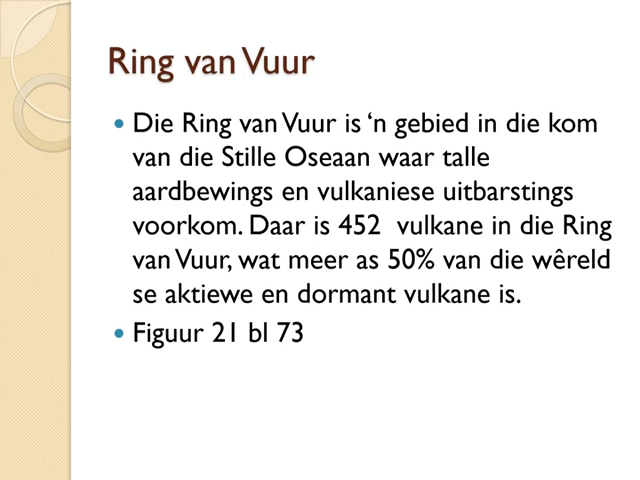 Ring van Vuur
• Die Ring van Vuur is ‘n gebied in die kom
van die Stille Oseaan waar talle
aardbewings en vulkaniese uitbarstings
voorkom. Daar is 452 vulkane in die Ring
van Vuur, wat meer as 50% van die wêreld
se aktiewe en dormant vulkane is.
• Figuur 21 bl 73